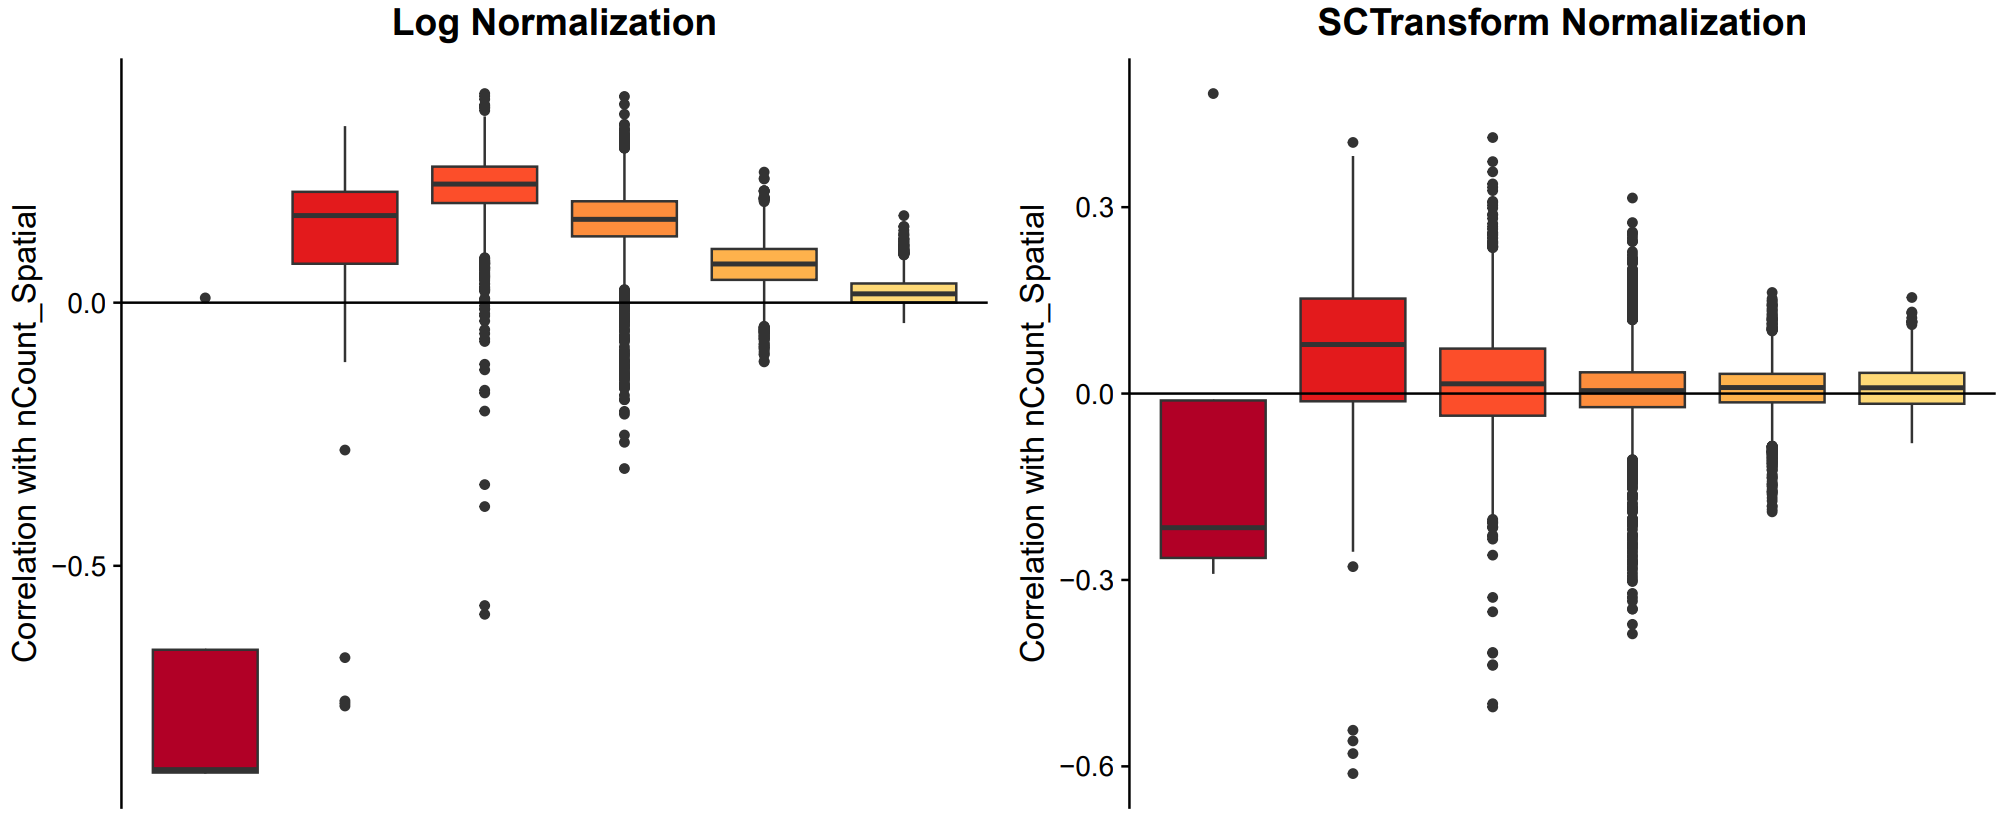 Log Normalization
Correlation with nCount_Spatial
0.0
−0.5
SCTransform Normalization
Correlation with nCount_Spatial
0.3
0.0
−0.3
−0.6